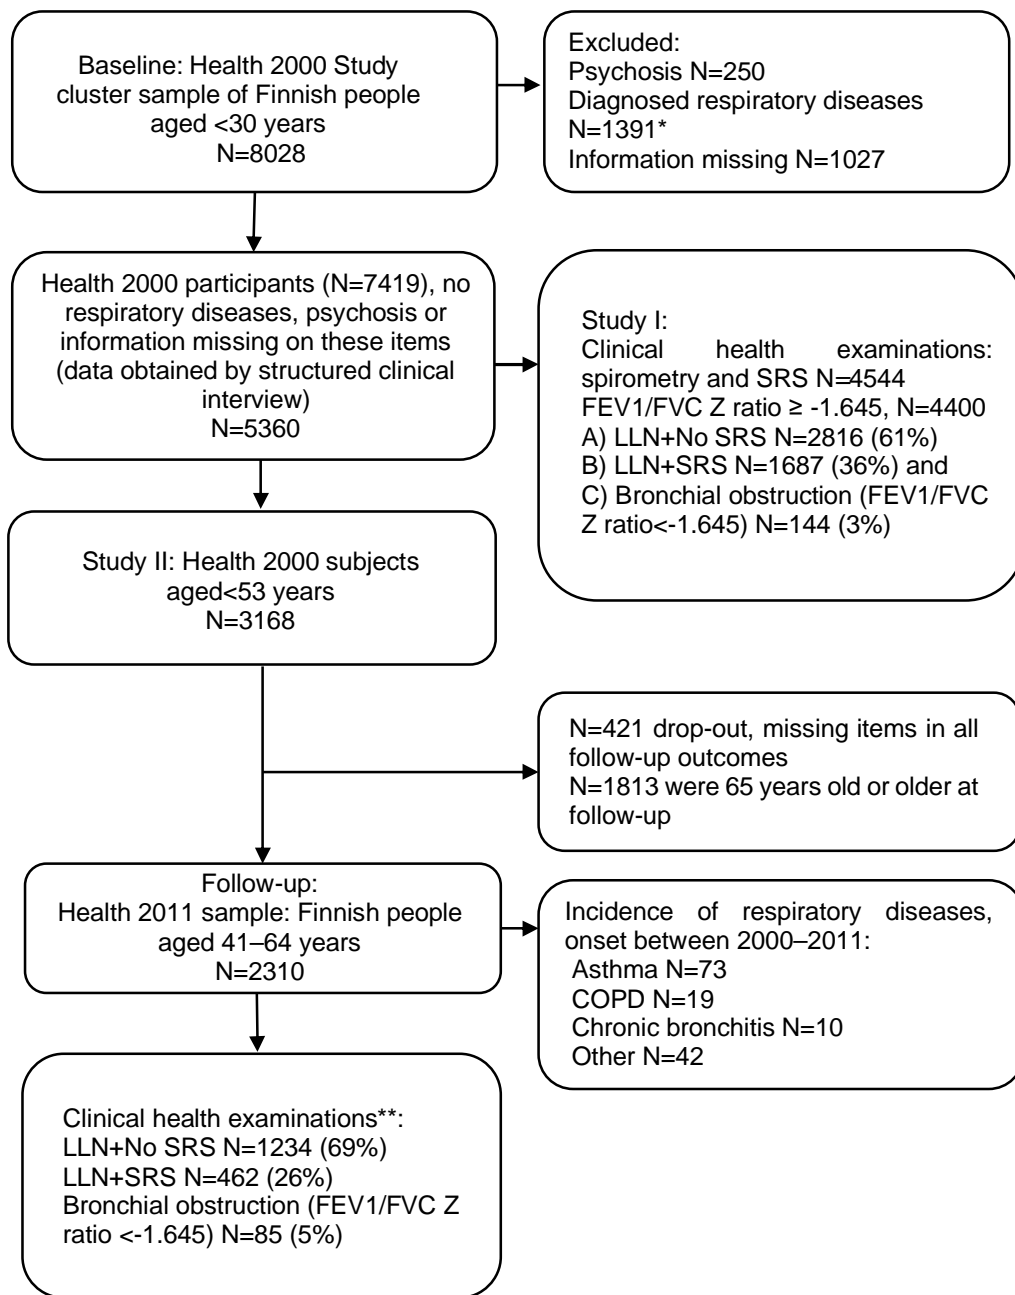 Baseline: Health 2000 Study
cluster sample of Finnish people
aged <30 years
N=8028
Excluded:
Psychosis N=250
Diagnosed respiratory diseases
N=1391*
Information missing N=1027
Health 2000 participants (N=7419), no
respiratory diseases, psychosis or
information missing on these items
(data obtained by structured clinical
interview)
N=5360
Study I:
Clinical health examinations:
spirometry and SRS N=4544
FEV1/FVC Z ratio ≥ -1.645, N=4400
A) LLN+No SRS N=2816 (61%)
B) LLN+SRS N=1687 (36%) and
C) Bronchial obstruction (FEV1/FVC
Z ratio<-1.645) N=144 (3%)
Study II: Health 2000 subjects
aged<53 years
N=3168
N=421 drop-out, missing items in all
follow-up outcomes
N=1813 were 65 years old or older at
follow-up
Follow-up:
Health 2011 sample: Finnish people
aged 41–64 years
N=2310
Incidence of respiratory diseases,
onset between 2000–2011:
Asthma N=73
COPD N=19
Chronic bronchitis N=10
Other N=42
Clinical health examinations**:
LLN+No SRS N=1234 (69%)
LLN+SRS N=462 (26%)
Bronchial obstruction (FEV1/FVC Z
ratio <-1.645) N=85 (5%)